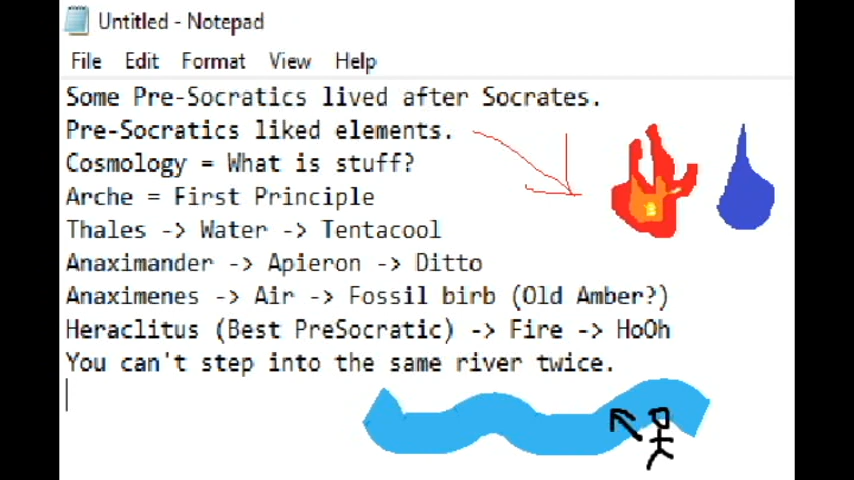 Untitled - Notepad
File Edit Format View Help
Some Pre-Socratics lived after Socrates.
Pre-Socratics liked elements.
Cosmology = What is stuff?
Arche = First Principle
Thales -> Water -> Tentacool
Anaximander -> Apieron -> Ditto
Anaximenes -> Air -> Fossil birb (Old Amber?)
Heraclitus (Best PreSocratic) -> Fire -> HoOh
You can't step into the same river twice.